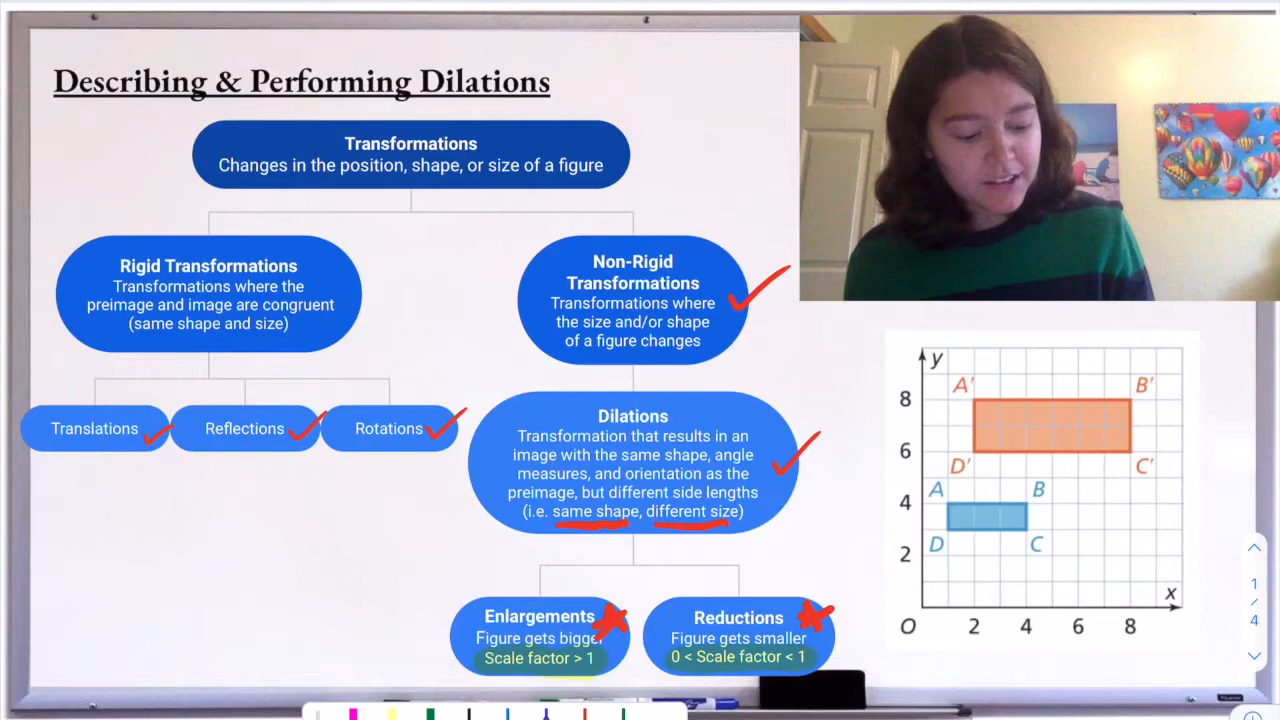 Describing & Performing Dilations
Transformations
Changes in the position, shape, or size of a figure
Rigid Transformations
Transformations where the
preimage and image are congruent
(same shape and size)
Non-Rigid
Transformations
Transformations where
the size and/or shape
of a figure changes
Translations
Reflections
Rotations
Dilations
Transformation that results in an
image with the same shape, angle
measures, and orientation as the
preimage, but different side lengths
(i.e. same shape, different size)
Enlargements
Figure gets bigger
Scale factor > 1
Reductions
Figure gets smaller
0 < Scale factor < 1
y
A' B'
8
6
D' C'
A B
4
D C
2
x
O 2 4 6 8
1
/
4